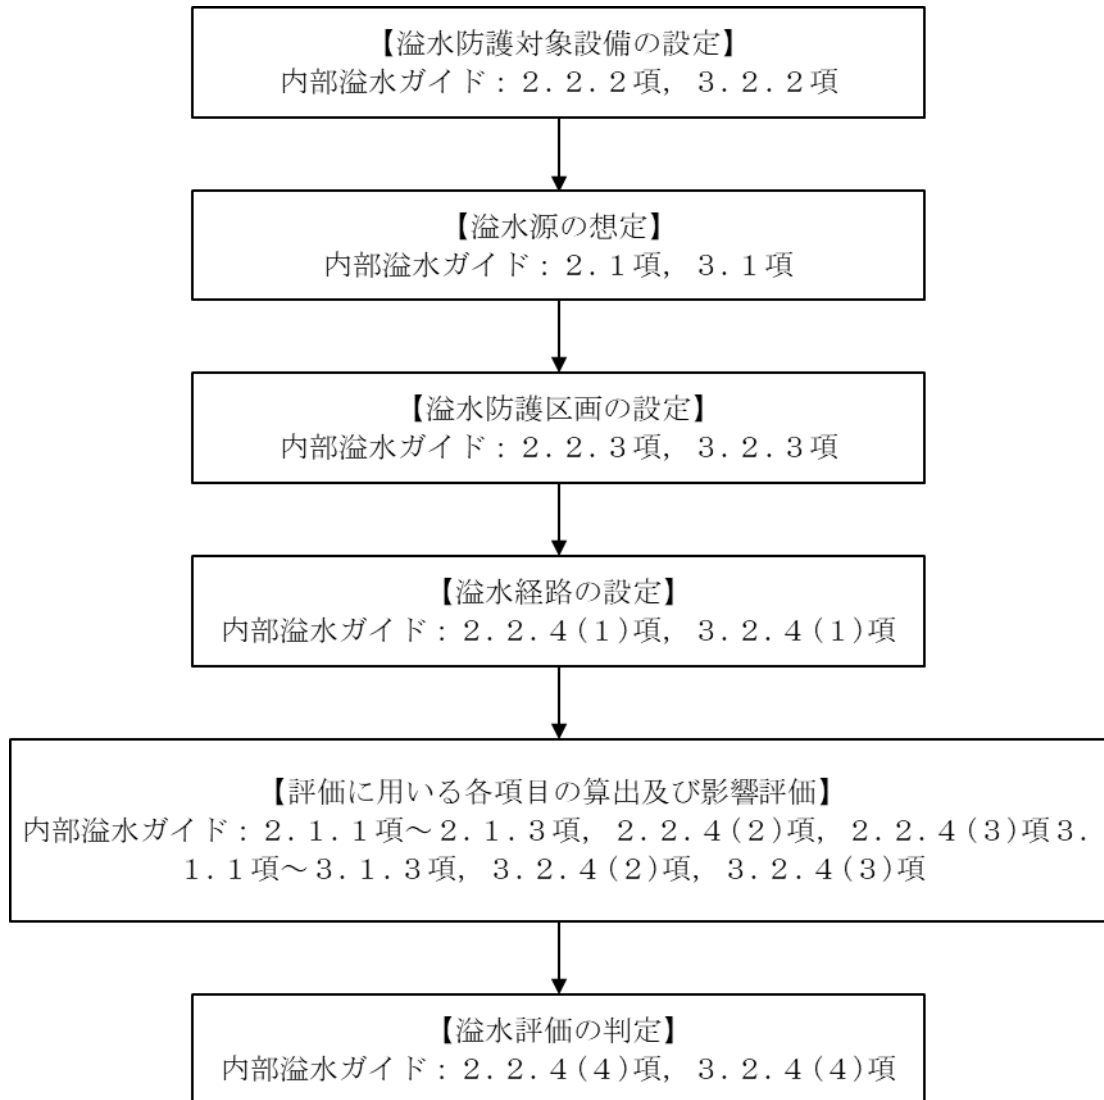 【溢水防護対象設備の設定】
内部溢水ガイド：２．２．２項，３．２．２項
【溢水源の想定】
内部溢水ガイド：２．１項，３．１項
【溢水防護区画の設定】
内部溢水ガイド：２．２．３項，３．２．３項
【溢水経路の設定】
内部溢水ガイド：２．２．４(１)項，３．２．４(１)項
【評価に用いる各項目の算出及び影響評価】
内部溢水ガイド：２．１．１項～２．１．３項，２．２．４(２)項，２．２．４(３)項３．
１．１項～３．１．３項，３．２．４(２)項，３．２．４(３)項
【溢水評価の判定】
内部溢水ガイド：２．２．４(４)項，３．２．４(４)項